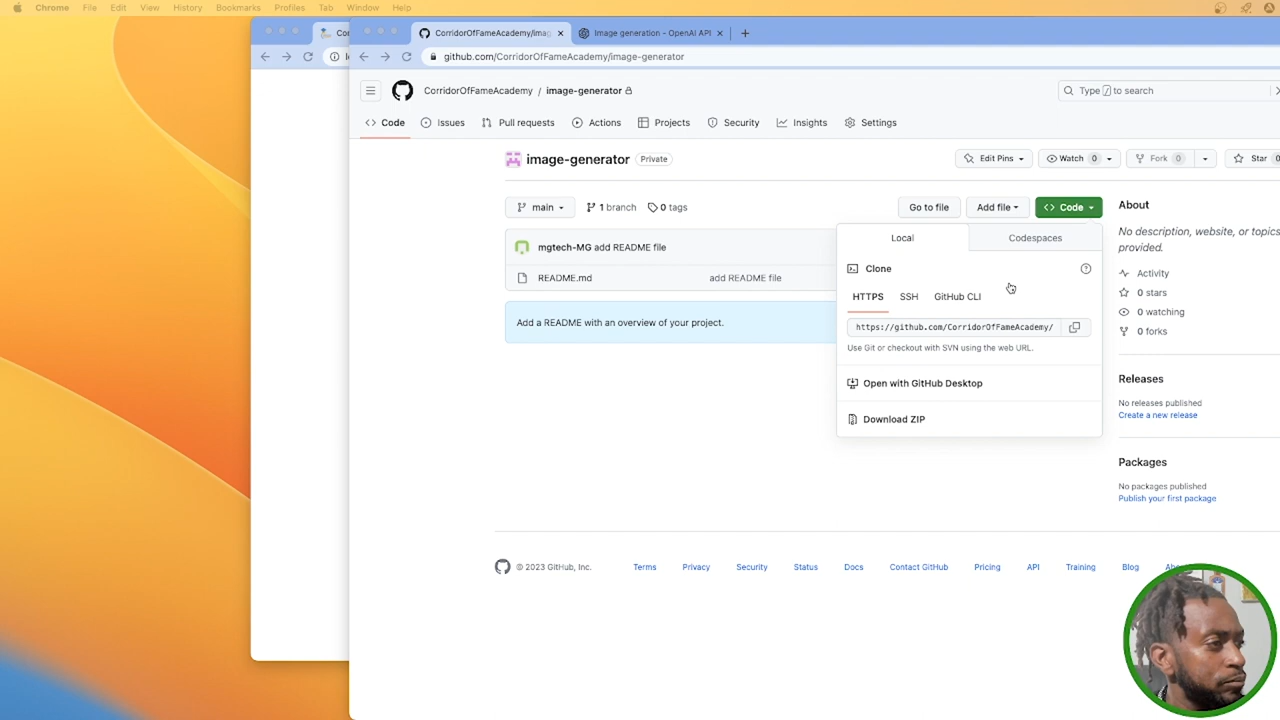 Chrome File Edit View History Bookmarks Profiles Tab Window Help
CorridorOfFameAcademy/imag
Image generation - OpenAI API
github.com/CorridorOfFameAcademy/image-generator
CorridorOfFameAcademy / image-generator
Type / to search
Code Issues Pull requests Actions Projects Security Insights Settings
image-generator Private
Edit Pins Watch 0 Fork 0 Star 0
main 1 branch 0 tags
Go to file Add file Code
About
Local Codespaces
No description, website, or topics
provided.
mgtech-MG add README file
README.md add README file
Clone
HTTPS SSH GitHub CLI
https://github.com/CorridorOfFameAcademy/
Use Git or checkout with SVN using the web URL.
Add a README with an overview of your project.
Open with GitHub Desktop
Download ZIP
Activity
0 stars
0 watching
0 forks
Releases
No releases published
Create a new release
Packages
No packages published
Publish your first package
© 2023 GitHub, Inc. Terms Privacy Security Status Docs Contact GitHub Pricing API Training Blog